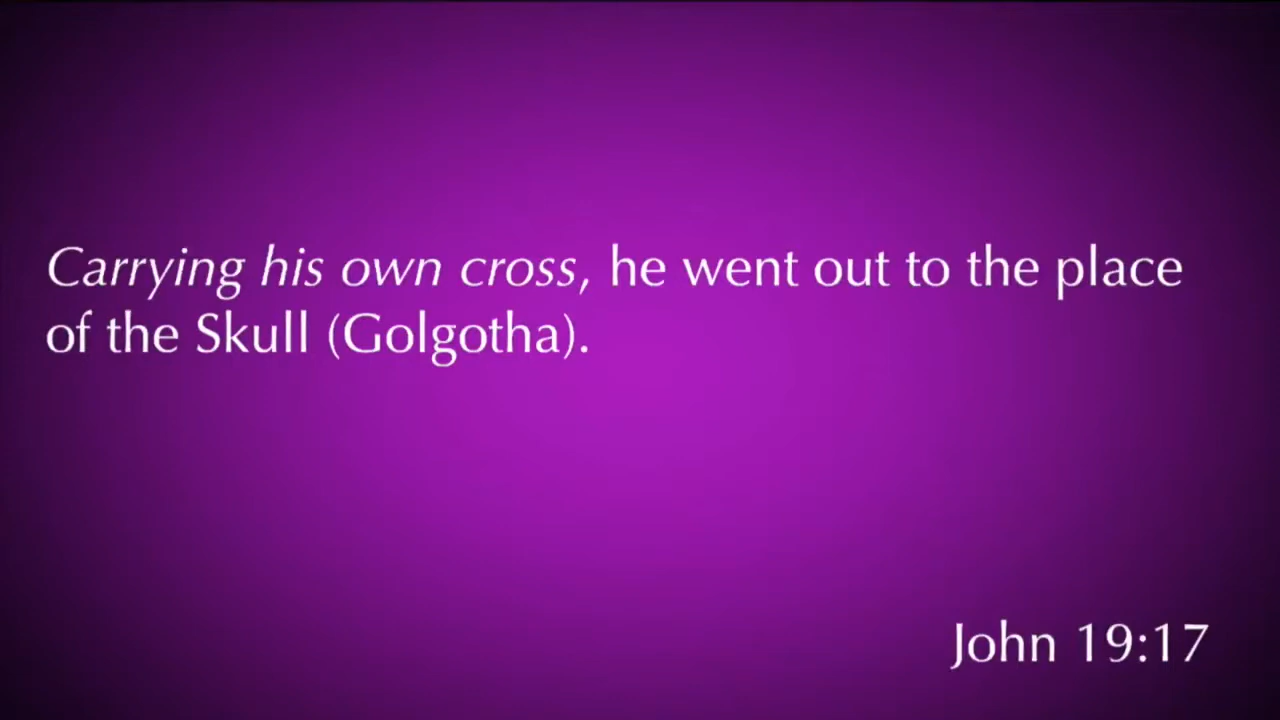 Carrying his own cross, he went out to the place
of the Skull (Golgotha).
John 19:17